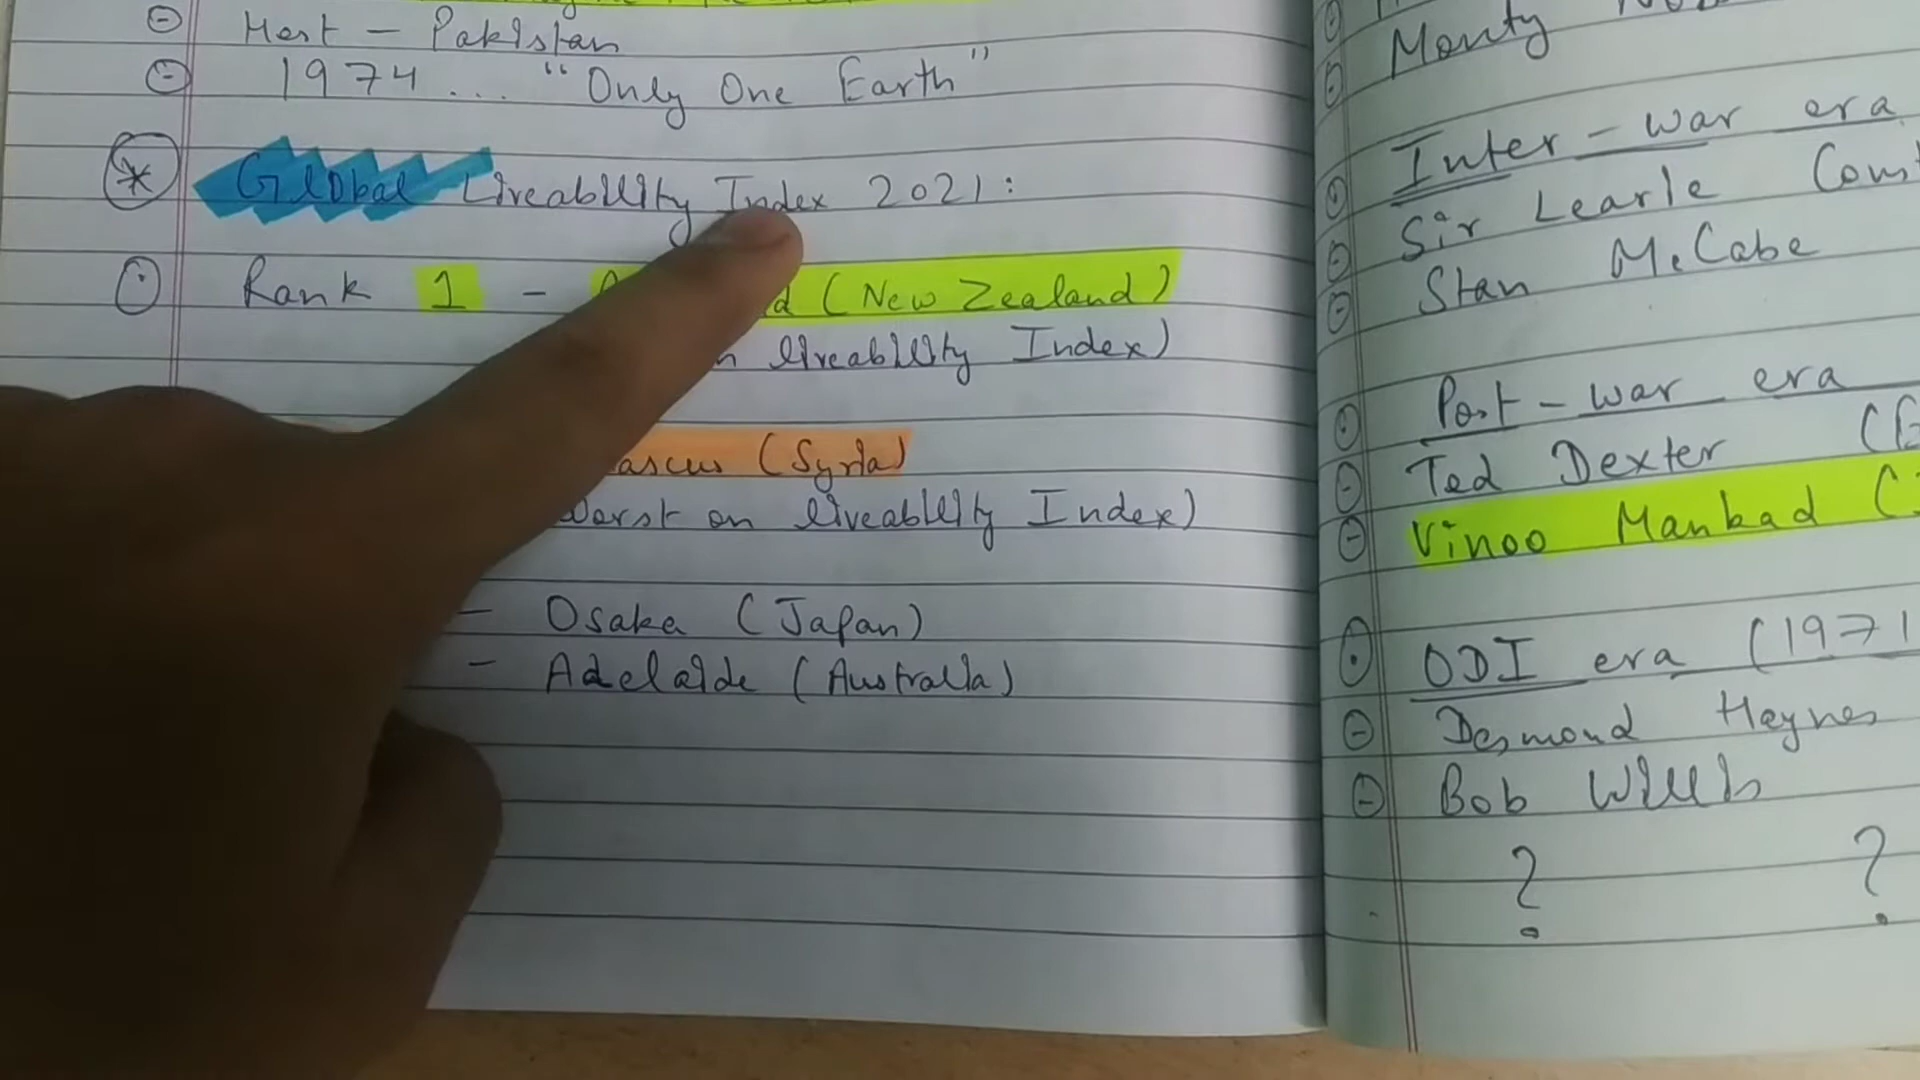 Host - Pakistan
1974 ... "Only One Earth"
Global Liveability Index 2021:
Rank 1 - (New Zealand)
liveability Index)
(Syria)
Worst on liveability Index)
- Osaka (Japan)
- Adelaide (Australia)
Monty
Inter-war era
Sir Learie
Stan McCabe
Post-war era
Ted Dexter
Vinoo Mankad
ODI era (1971
Desmond Haynes
Bob Willis
? ?